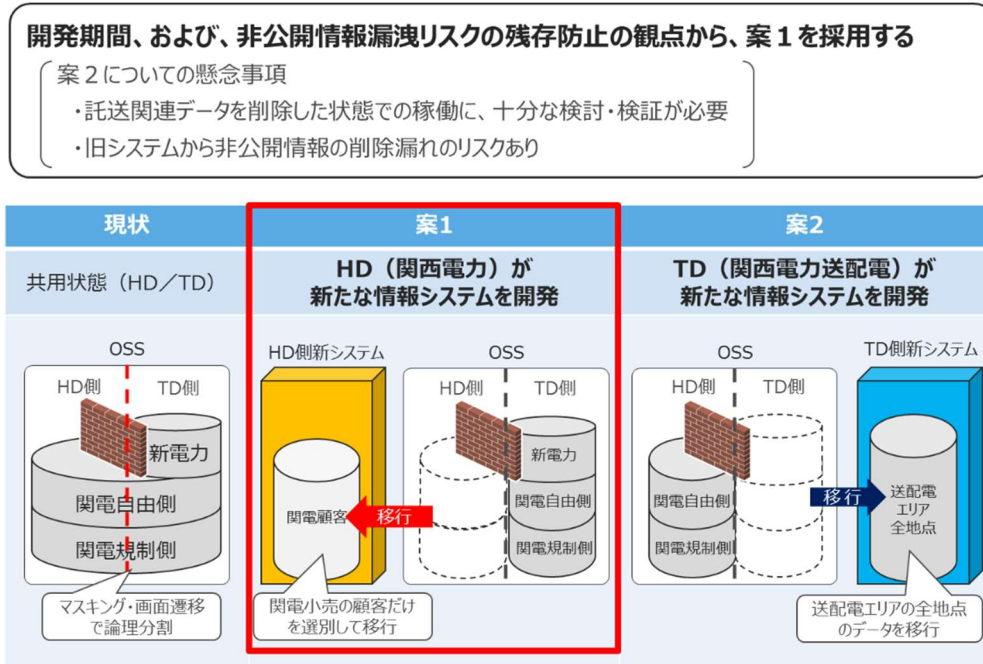 開発期間、および、非公開情報漏洩リスクの残存防止の観点から、案１を採用する
案２についての懸念事項
・託送関連データを削除した状態での稼働に、十分な検討・検証が必要
・旧システムから非公開情報の削除漏れのリスクあり
現状
案1
案2
共用状態（HD／TD）
HD（関西電力）が
新たな情報システムを開発
TD（関西電力送配電）が
新たな情報システムを開発
OSS
HD側
TD側
新電力
関電自由側
関電規制側
マスキング・画面遷移
で論理分割
HD側新システム
OSS
HD側
TD側
関電顧客
移行
新電力
関電自由側
関電規制側
関電小売の顧客だけ
を選別して移行
OSS
TD側新システム
HD側
TD側
関電自由側
関電規制側
移行
送配電
エリア
全地点
送配電エリアの全地点
のデータを移行